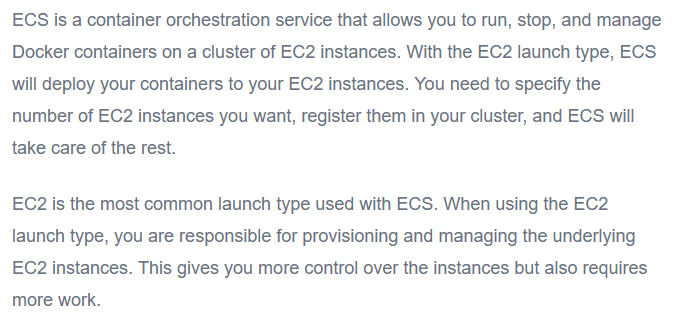 ECS is a container orchestration service that allows you to run, stop, and manage
Docker containers on a cluster of EC2 instances. With the EC2 launch type, ECS
will deploy your containers to your EC2 instances. You need to specify the
number of EC2 instances you want, register them in your cluster, and ECS will
take care of the rest.
EC2 is the most common launch type used with ECS. When using the EC2
launch type, you are responsible for provisioning and managing the underlying
EC2 instances. This gives you more control over the instances but also requires
more work.